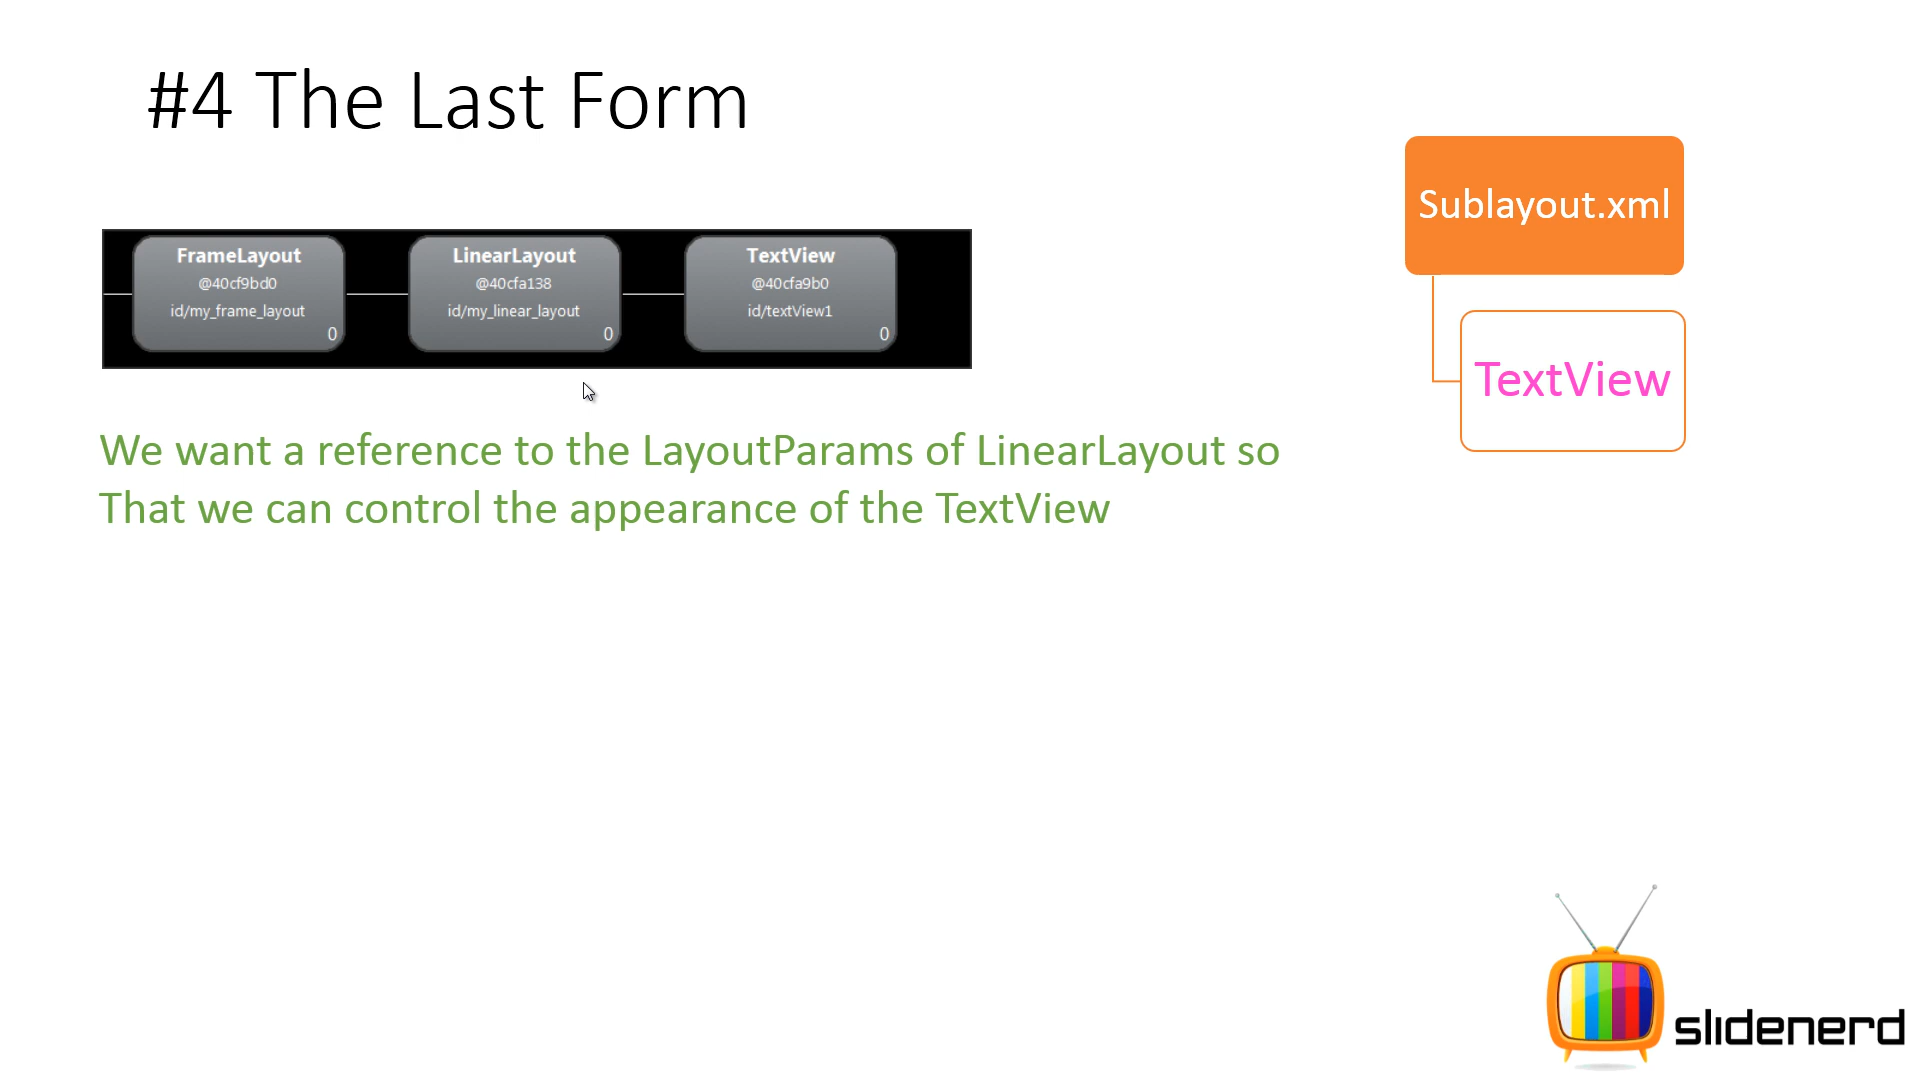 #4 The Last Form
Sublayout.xml
FrameLayout
@40cf9bd0
id/my_frame_layout
0
LinearLayout
@40cfa138
id/my_linear_layout
0
TextView
@40cfa9b0
id/textView1
0
TextView
We want a reference to the LayoutParams of LinearLayout so
That we can control the appearance of the TextView
slidenerd